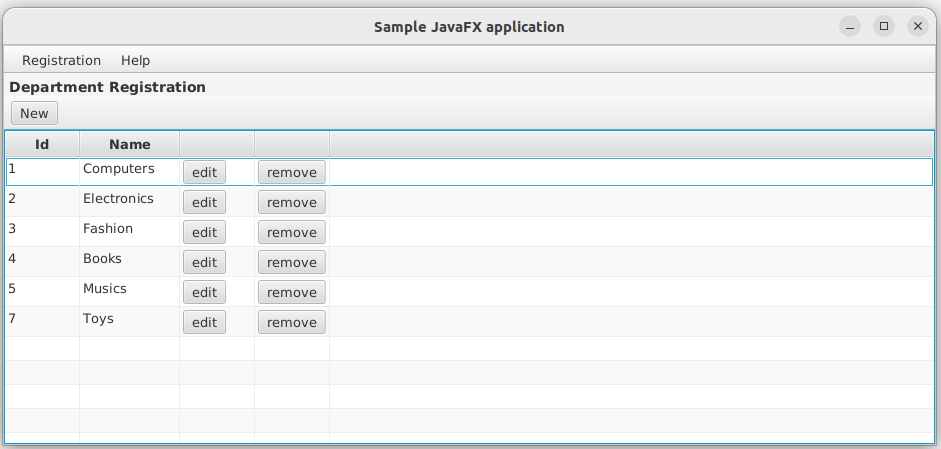 Sample JavaFX application
Registration Help
Department Registration
New
Id Name
1 Computers edit remove
2 Electronics edit remove
3 Fashion edit remove
4 Books edit remove
5 Musics edit remove
7 Toys edit remove